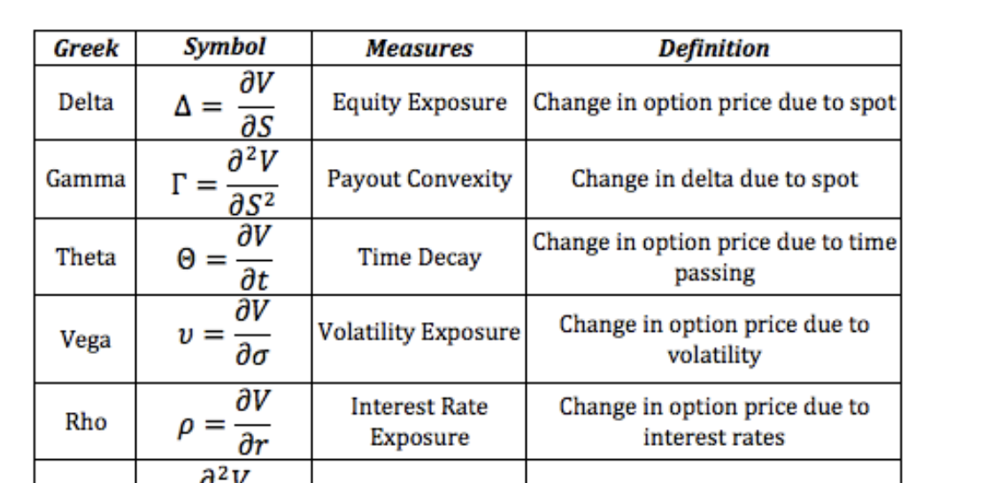 Greek Symbol Measures Definition
Delta Δ = ∂V/∂S Equity Exposure Change in option price due to spot
Gamma Γ = ∂²V/∂S² Payout Convexity Change in delta due to spot
Theta Θ = ∂V/∂t Time Decay Change in option price due to time
passing
Vega υ = ∂V/∂σ Volatility Exposure Change in option price due to
volatility
Rho ρ = ∂V/∂r Interest Rate
Exposure
Change in option price due to
interest rates
∂²V